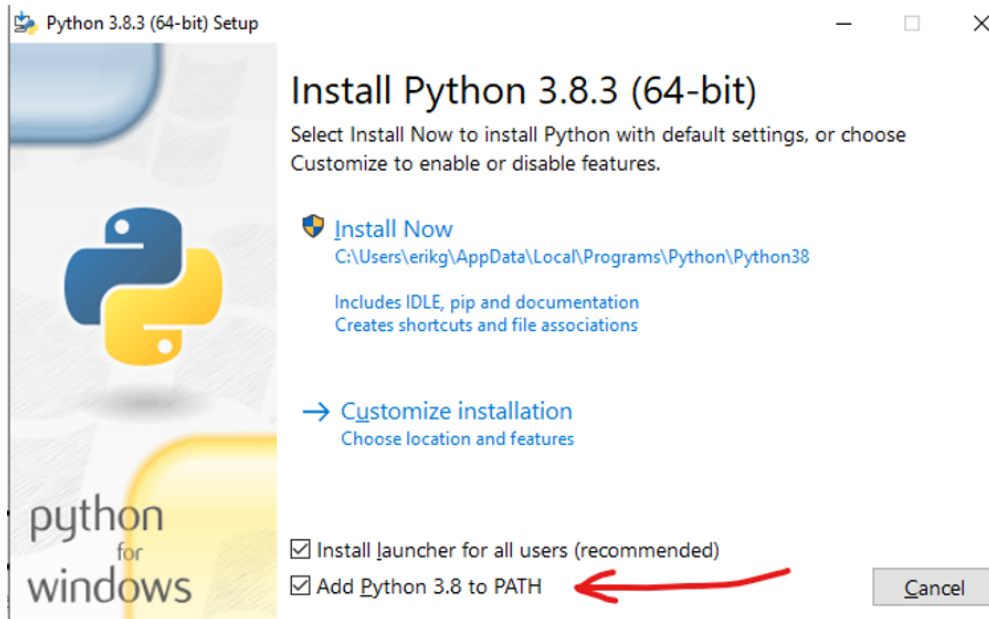 Python 3.8.3 (64-bit) Setup
Install Python 3.8.3 (64-bit)
Select Install Now to install Python with default settings, or choose
Customize to enable or disable features.
Install Now
C:\Users\erikg\AppData\Local\Programs\Python\Python38
Includes IDLE, pip and documentation
Creates shortcuts and file associations
Customize installation
Choose location and features
python
for
windows
Install launcher for all users (recommended)
Add Python 3.8 to PATH
Cancel